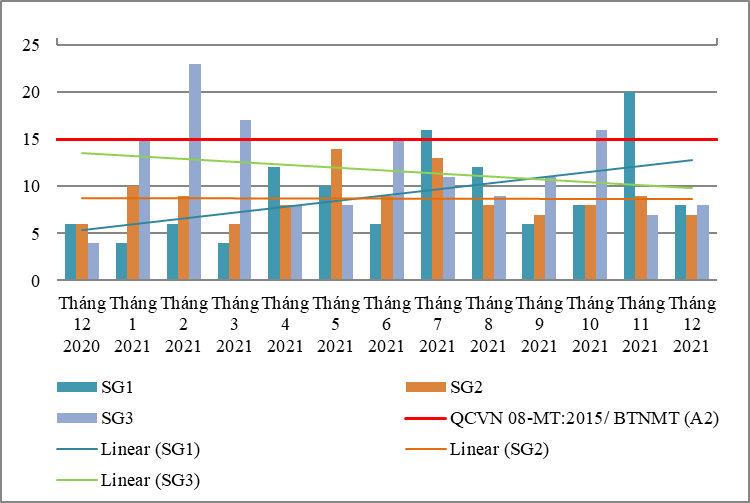 25
20
15
10
5
0
Tháng 12 2020
Tháng 1 2021
Tháng 2 2021
Tháng 3 2021
Tháng 4 2021
Tháng 5 2021
Tháng 6 2021
Tháng 7 2021
Tháng 8 2021
Tháng 9 2021
Tháng 10 2021
Tháng 11 2021
Tháng 12 2021
SG1
SG2
SG3
QCVN 08-MT:2015/ BTNMT (A2)
Linear (SG1)
Linear (SG2)
Linear (SG3)